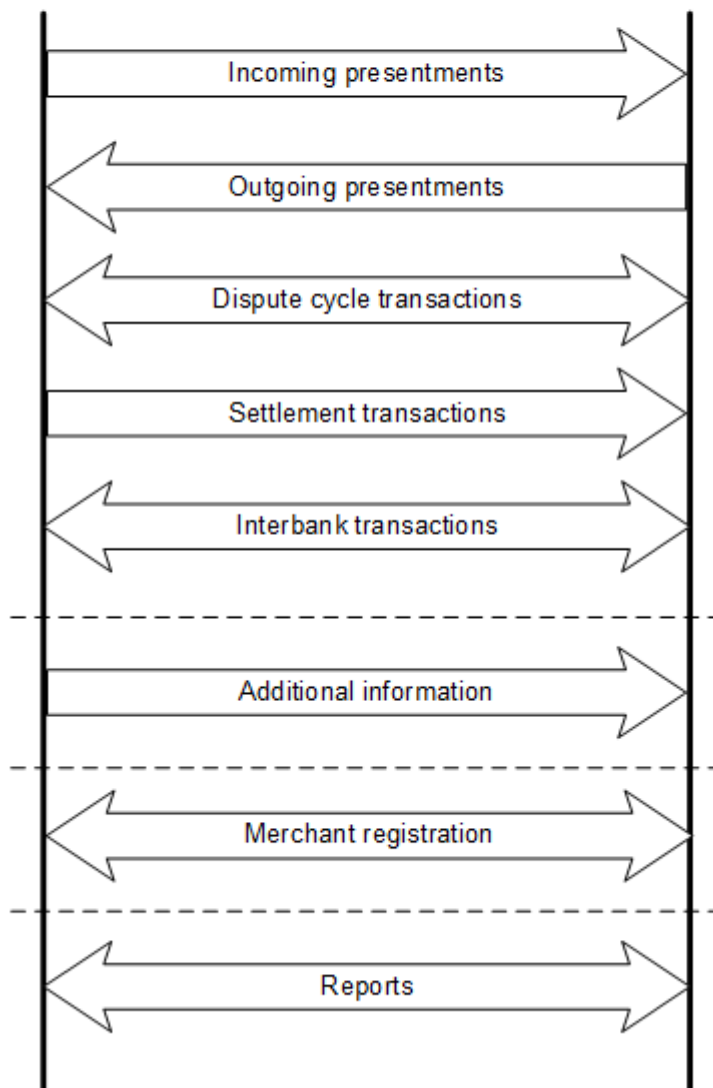 Incoming presentments
Outgoing presentments
Dispute cycle transactions
Settlement transactions
Interbank transactions
Additional information
Merchant registration
Reports